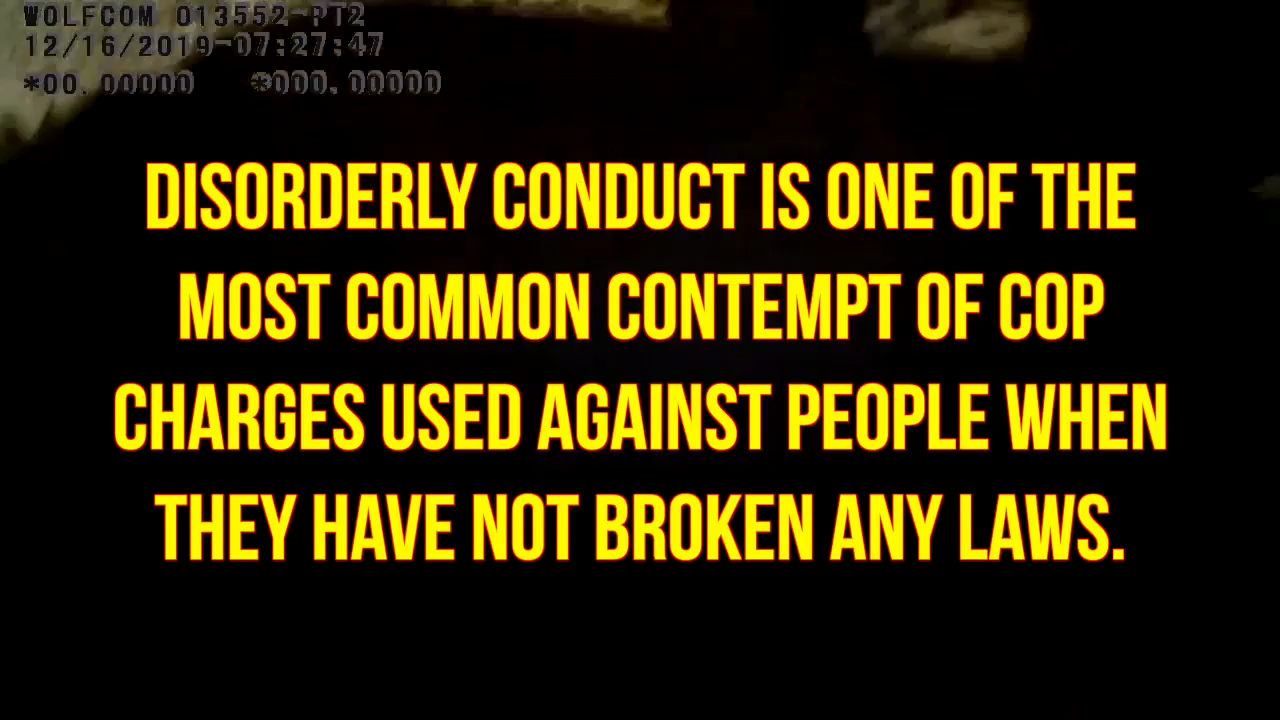 WOLFCOM 013552-PT2
12/16/2019-07:27:47
*00.00000 *000.00000
DISORDERLY CONDUCT IS ONE OF THE
MOST COMMON CONTEMPT OF COP
CHARGES USED AGAINST PEOPLE WHEN
THEY HAVE NOT BROKEN ANY LAWS.